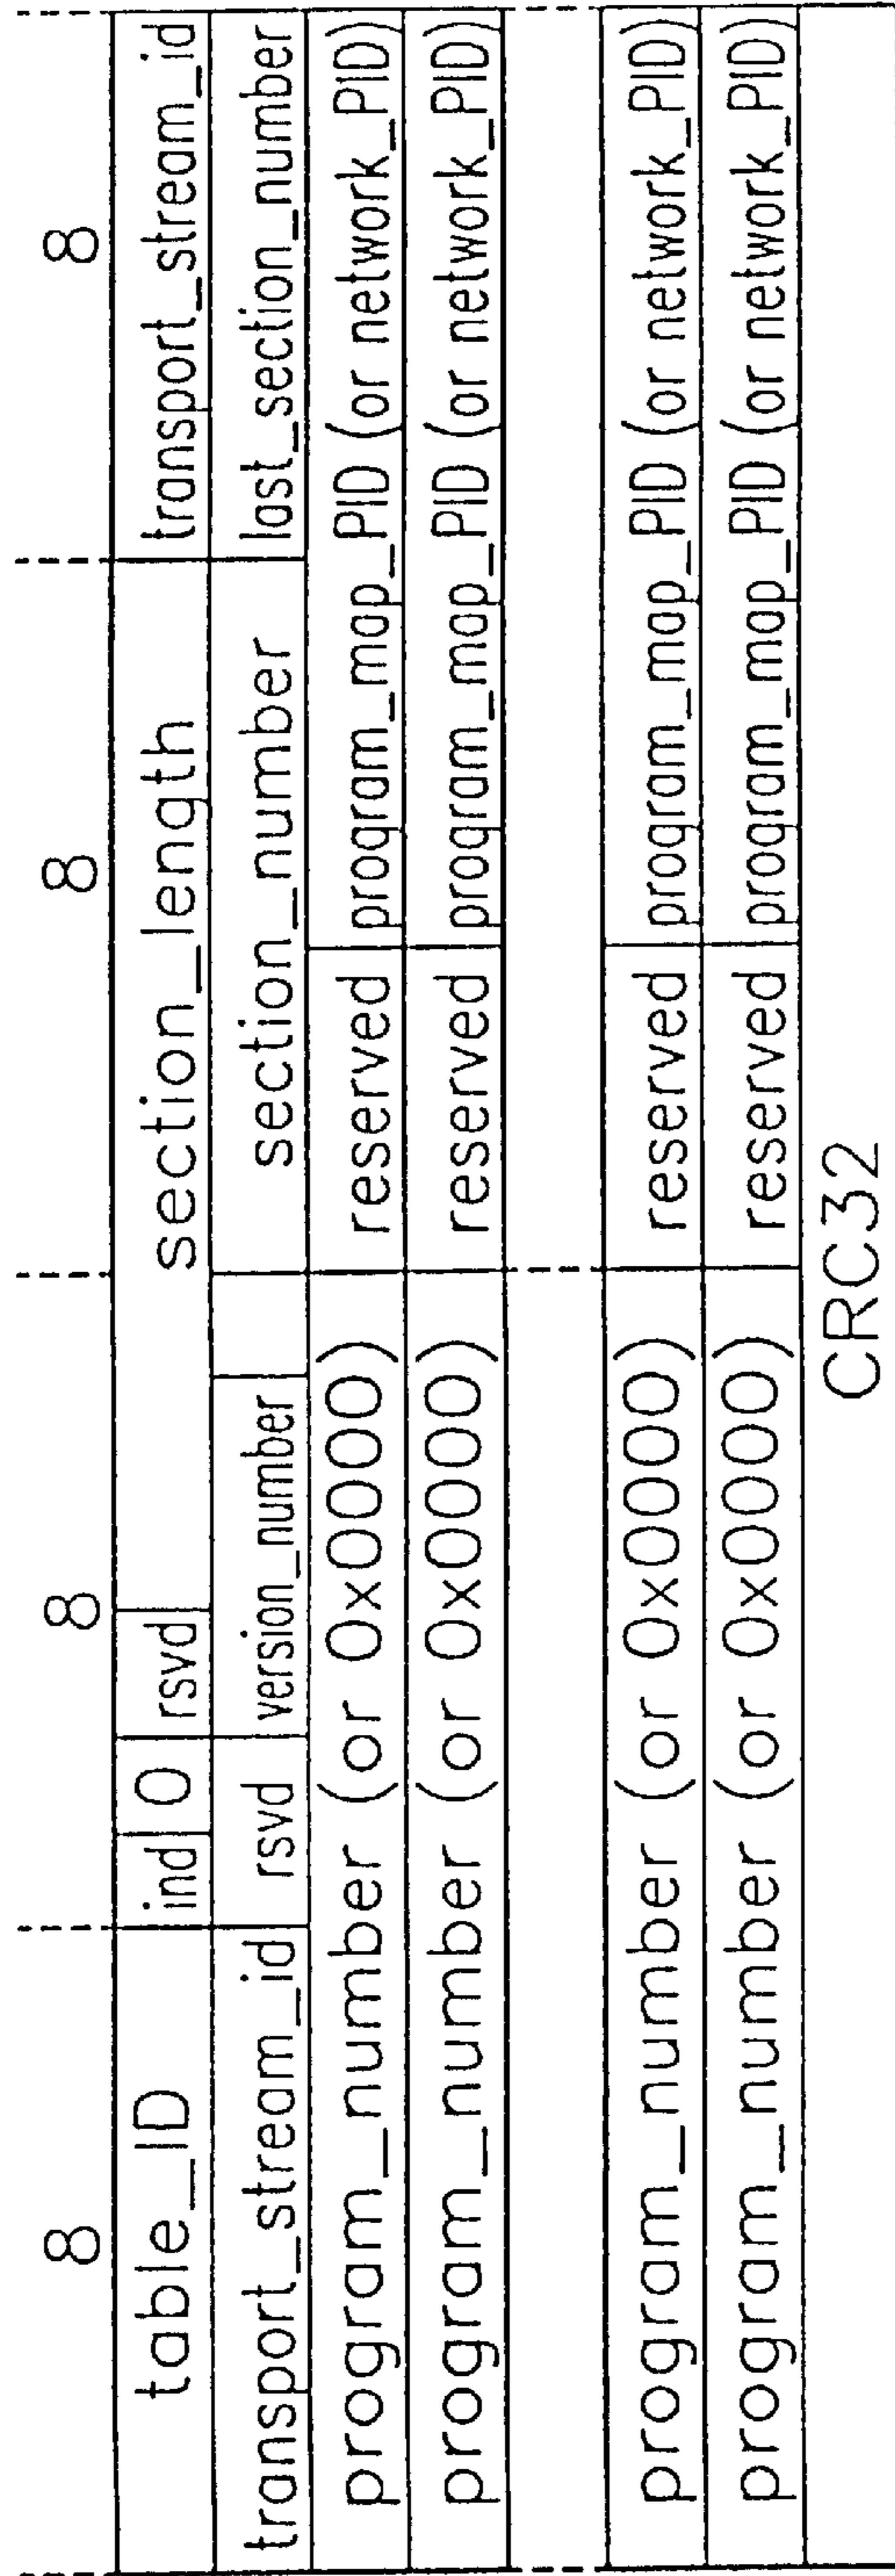 8 8 8 8
table_ID ind 0 rsvd section_length transport_stream_id
transport_stream_id rsvd version_number section_number last_section_number
program_number (or 0x0000) reserved program_map_PID (or network_PID)
program_number (or 0x0000) reserved program_map_PID (or network_PID)
program_number (or 0x0000) reserved program_map_PID (or network_PID)
program_number (or 0x0000) reserved program_map_PID (or network_PID)
CRC32